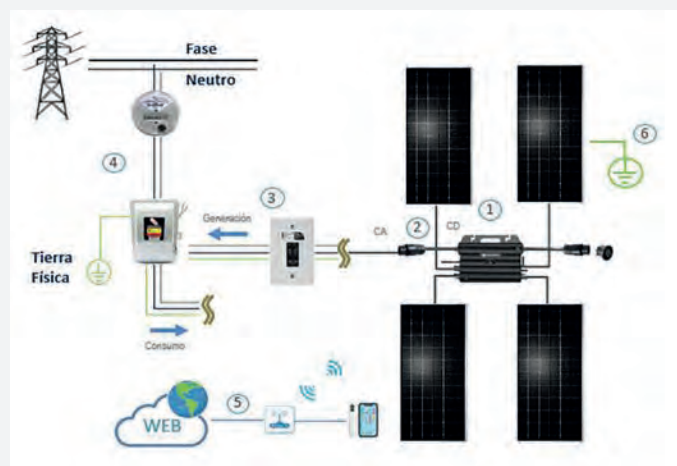 Fase
Neutro
4
3
Generación
CA
2
CD
1
6
Tierra
Física
Consumo
WEB
5